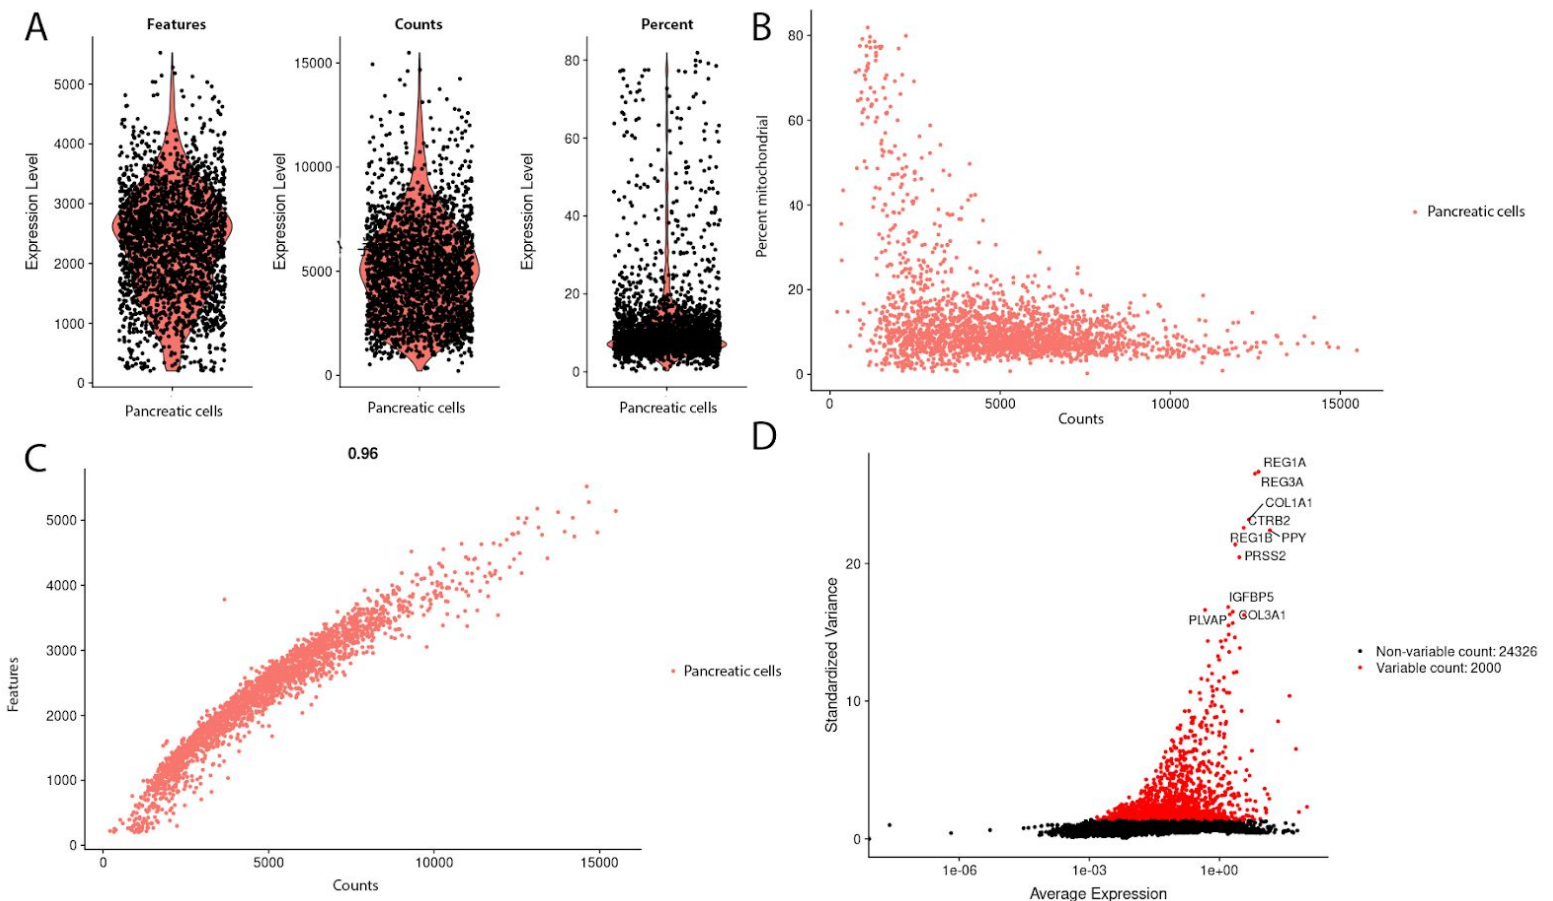 A
Features
Expression Level
5000
4000
3000
2000
1000
0
Pancreatic cells
Counts
Expression Level
15000
10000
5000
0
Pancreatic cells
Percent
Expression Level
80
60
40
20
0
Pancreatic cells
B
Percent mitochondrial
80
60
40
20
0
0 5000 10000 15000
Counts
Pancreatic cells
C
0.96
Features
5000
4000
3000
2000
1000
0
0 5000 10000 15000
Counts
Pancreatic cells
D
REG1A
REG3A
COL1A1
CTRB2
REG1B PPY
PRSS2
IGFBP5
PLVAP COL3A1
Standardized Variance
20
10
0
1e-06 1e-03 1e+00
Average Expression
Non-variable count: 24326
Variable count: 2000